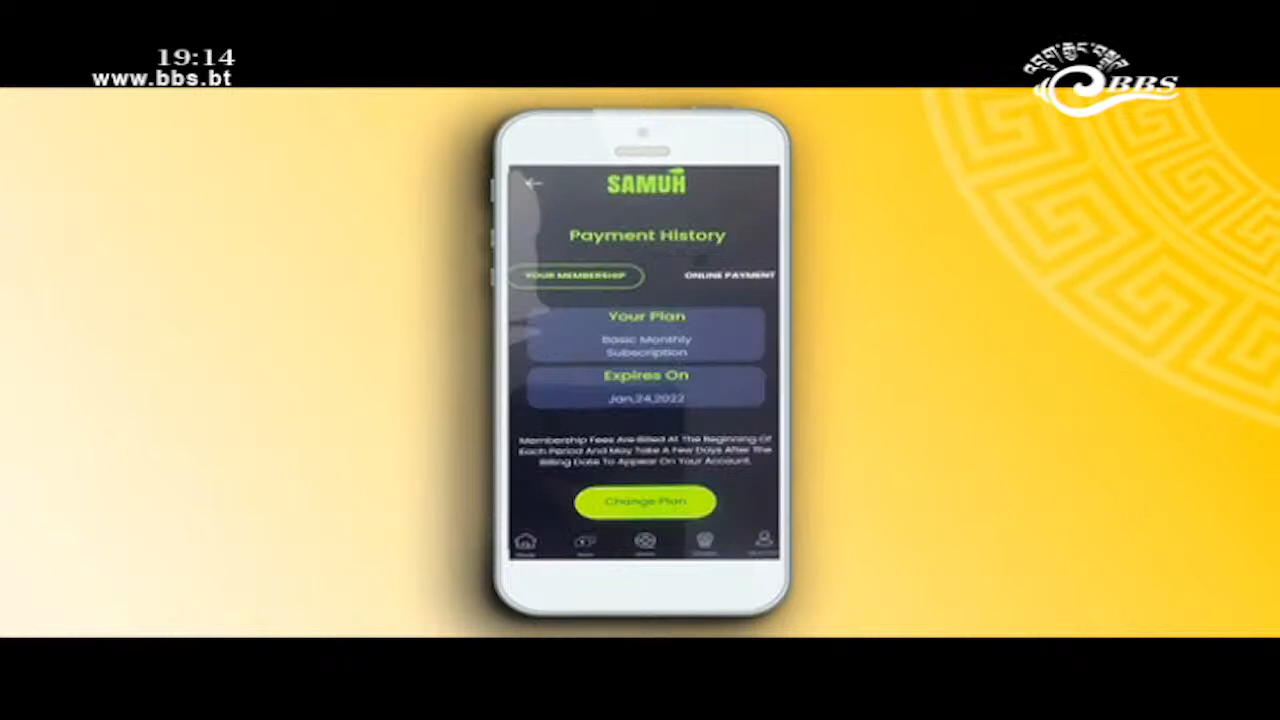 19:14
www.bbs.bt
BBS
SAMUH
Payment History
YOUR MEMBERSHIP
ONLINE PAYMENT
Your Plan
Basic Monthly
Subscription
Expires On
Jan,24,2022
Membership Fees Are Billed At The Beginning Of
Each Period And May Take A Few Days After The
Billing Date To Appear On Your Account.
Change Plan